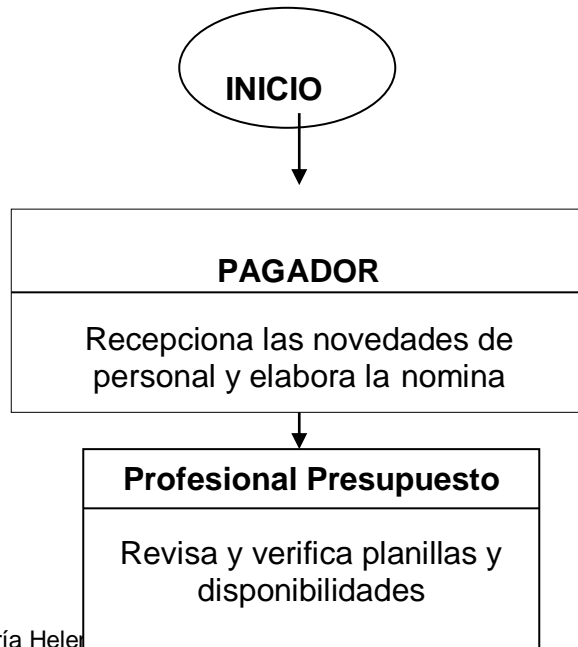 INICIO
PAGADOR
Recepciona las novedades de
personal y elabora la nomina
Profesional Presupuesto
Revisa y verifica planillas y
disponibilidades